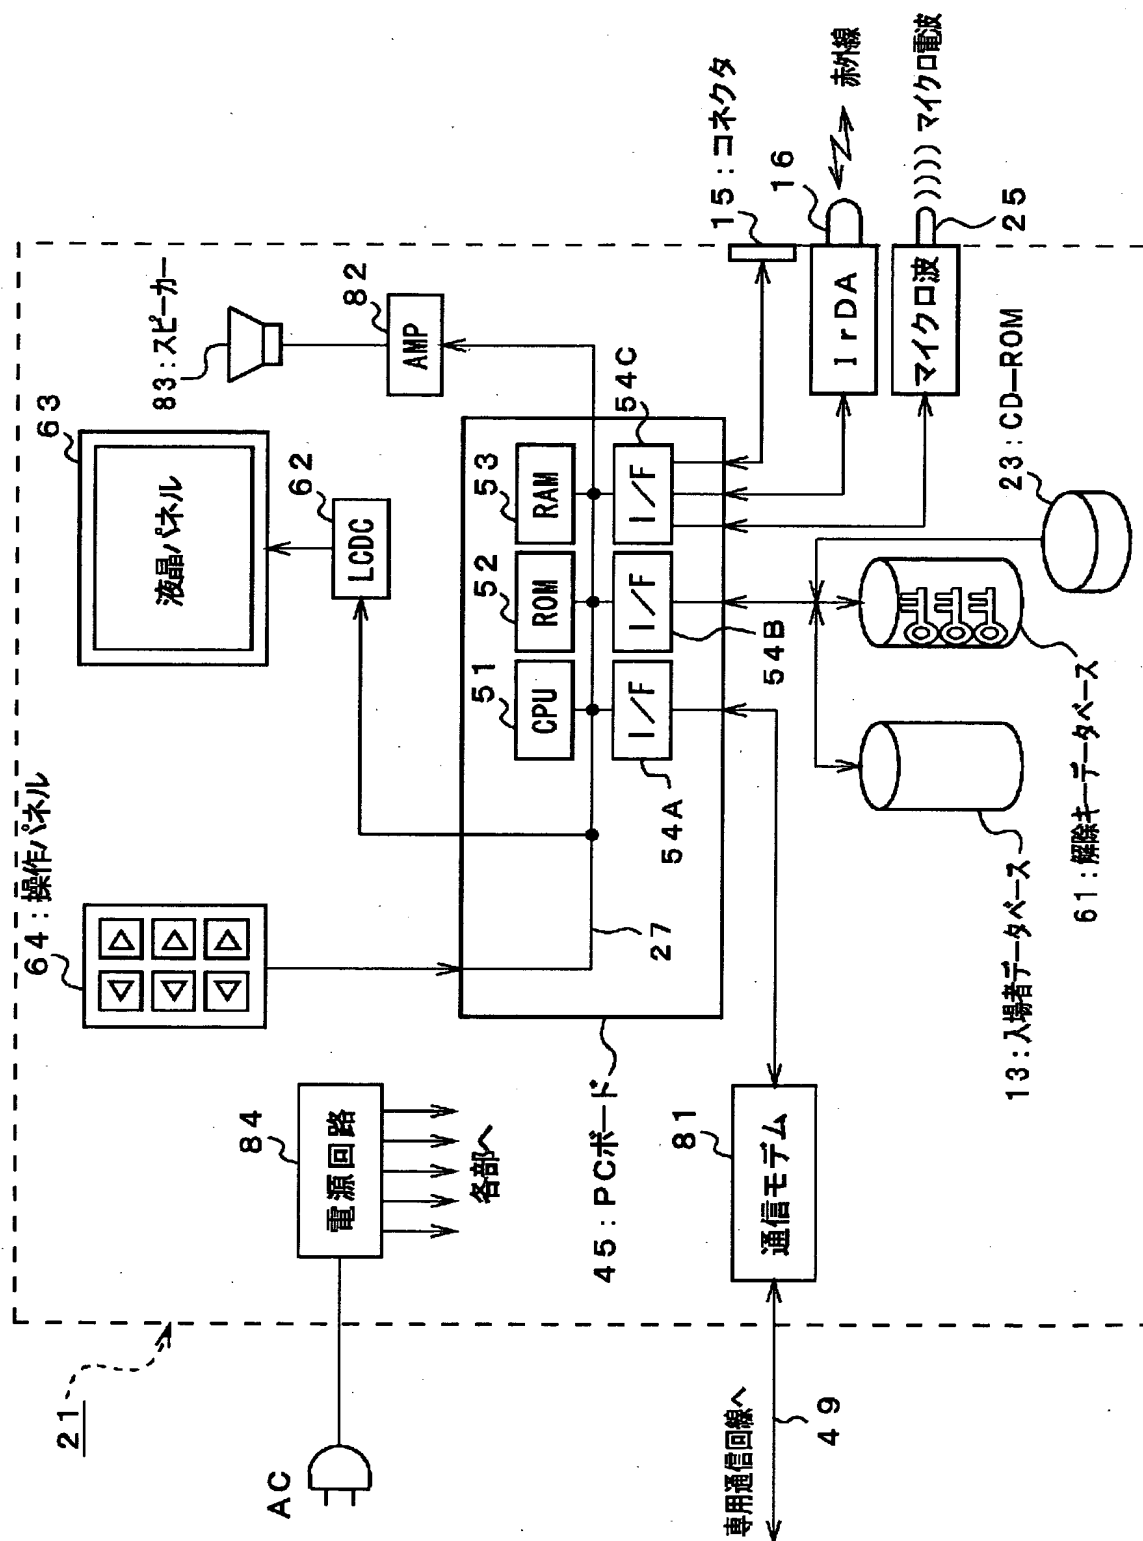 21
AC
84
電源回路
各部へ
64：操作パネル
液晶パネル
63
62
LCDC
83：スピーカー
82
AMP
45：PCボード
27
51
CPU
52
ROM
53
RAM
54A
I/F
54B
I/F
54C
I/F
専用通信回線へ
49
81
通信モデム
13：入場者データベース
61：解除キーデータベース
23：CD—ROM
15：コネクタ
16
IrDA
赤外線
マイクロ波
25
マイクロ電波